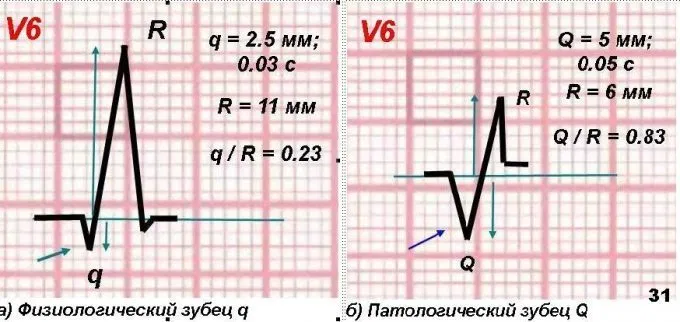 V6
R
q = 2.5 мм;
0.03 с
R = 11 мм
q / R = 0.23
q
а) Физиологический зубец q
V6
Q = 5 мм;
0.05 с
R = 6 мм
Q / R = 0.83
R
Q
31
б) Патологический зубец Q